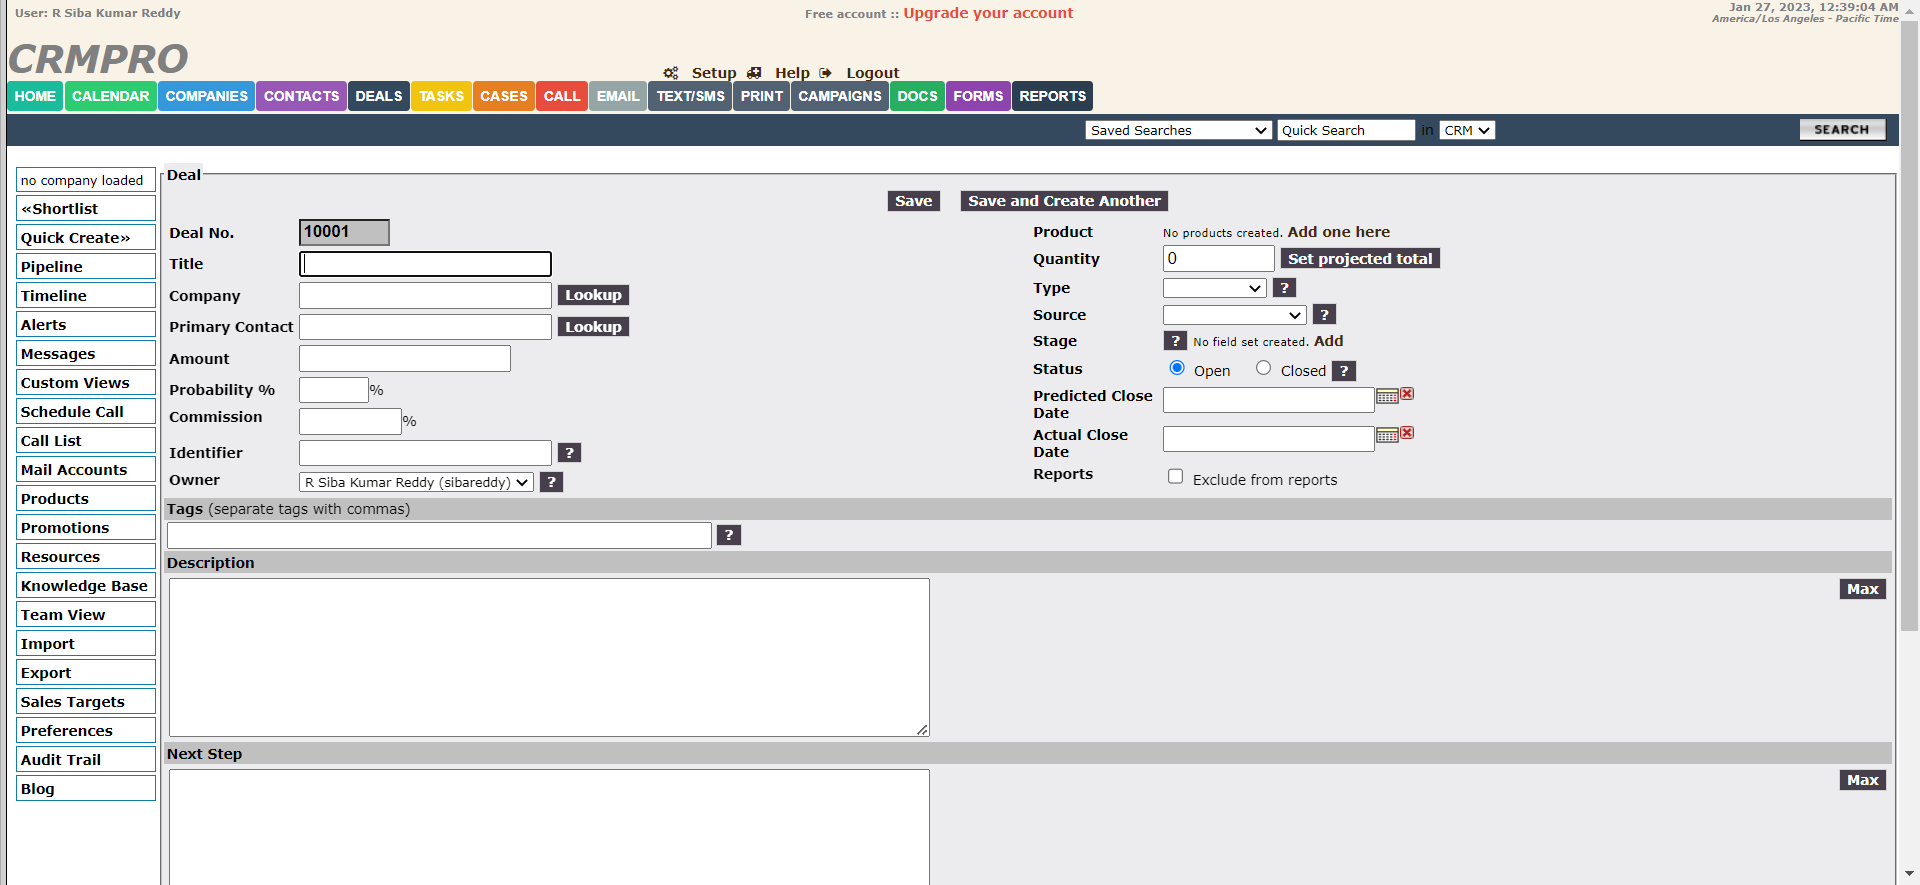 User: R Siba Kumar Reddy
Free account :: Upgrade your account
Jan 27, 2023, 12:39:04 AM
America/Los Angeles - Pacific Time
CRMPRO
Setup Help Logout
HOME CALENDAR COMPANIES CONTACTS DEALS TASKS CASES CALL EMAIL TEXT/SMS PRINT CAMPAIGNS DOCS FORMS REPORTS
Saved Searches Quick Search in CRM SEARCH
no company loaded
«Shortlist
Quick Create»
Pipeline
Timeline
Alerts
Messages
Custom Views
Schedule Call
Call List
Mail Accounts
Products
Promotions
Resources
Knowledge Base
Team View
Import
Export
Sales Targets
Preferences
Audit Trail
Blog
Deal
Save Save and Create Another
Deal No. 10001
Title
Company Lookup
Primary Contact Lookup
Amount
Probability % %
Commission %
Identifier ?
Owner R Siba Kumar Reddy (sibareddy) ?
Product No products created. Add one here
Quantity 0 Set projected total
Type ?
Source ?
Stage ? No field set created. Add
Status Open Closed ?
Predicted Close
Date
Actual Close
Date
Reports Exclude from reports
Tags (separate tags with commas)
?
Description
Max
Next Step
Max